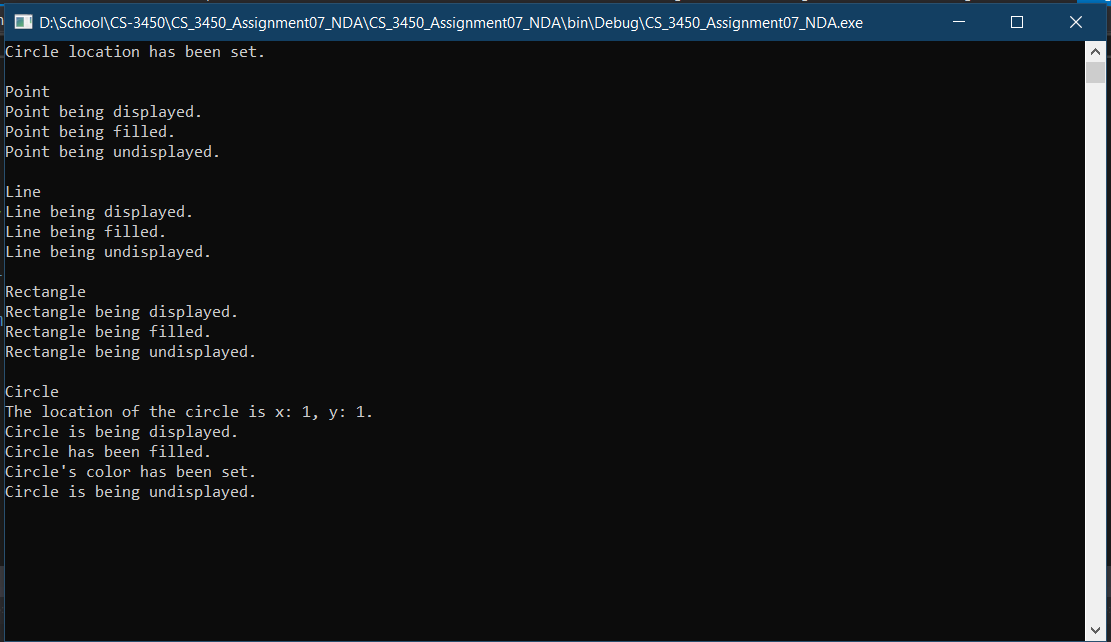 D:\School\CS-3450\CS_3450_Assignment07_NDA\CS_3450_Assignment07_NDA\bin\Debug\CS_3450_Assignment07_NDA.exe
Circle location has been set.
Point
Point being displayed.
Point being filled.
Point being undisplayed.
Line
Line being displayed.
Line being filled.
Line being undisplayed.
Rectangle
Rectangle being displayed.
Rectangle being filled.
Rectangle being undisplayed.
Circle
The location of the circle is x: 1, y: 1.
Circle is being displayed.
Circle has been filled.
Circle's color has been set.
Circle is being undisplayed.